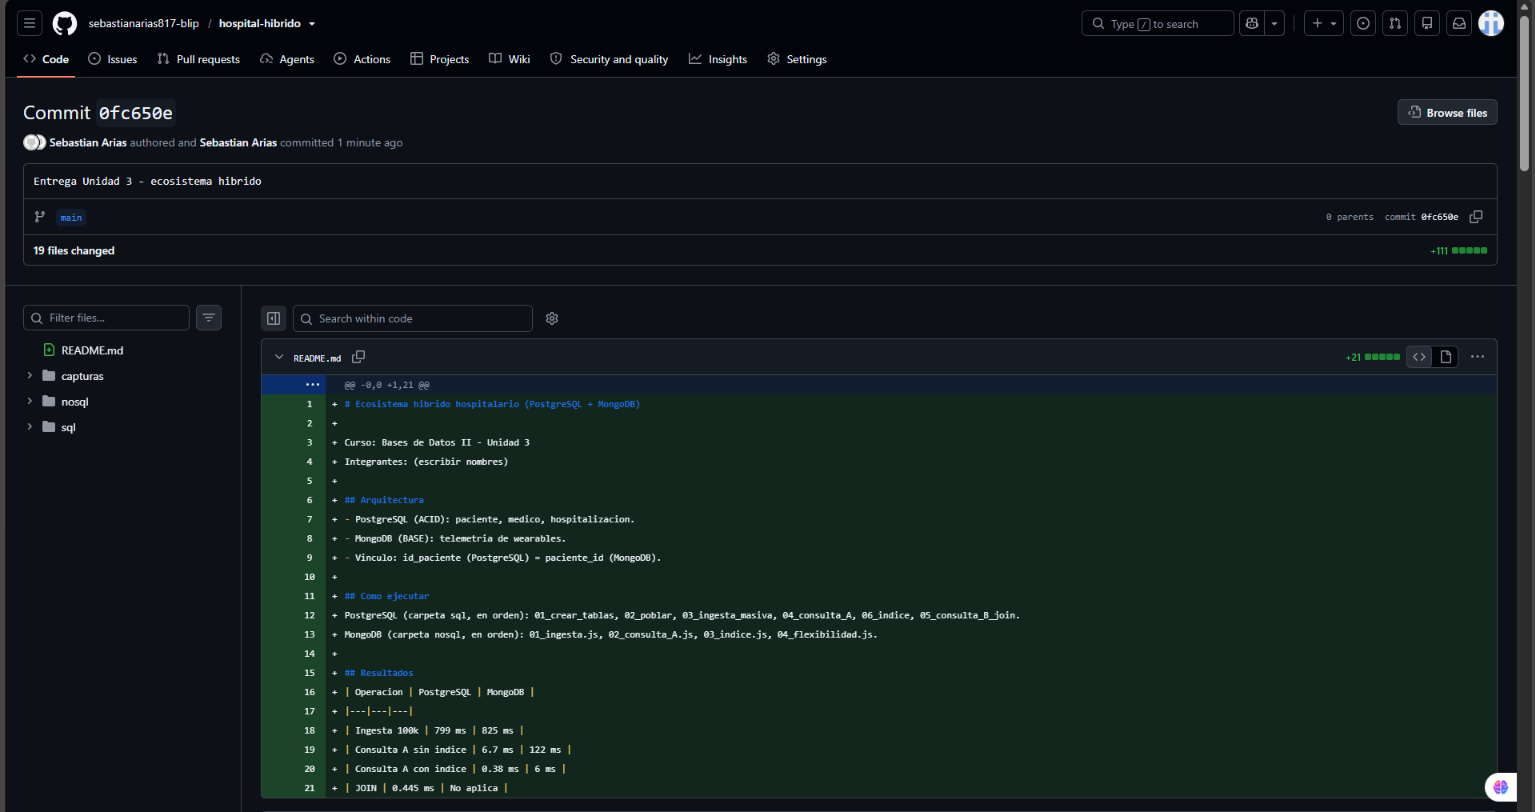 sebastianarias817-blip / hospital-hibrido
Type / to search
Code Issues Pull requests Agents Actions Projects Wiki Security and quality Insights Settings
Commit 0fc650e
Browse files
Sebastian Arias authored and Sebastian Arias committed 1 minute ago
Entrega Unidad 3 - ecosistema hibrido
main
0 parents commit 0fc650e
19 files changed
+111
Filter files...
Search within code
README.md
capturas
nosql
sql
README.md
+21
@@ -0,0 +1,21 @@
1 + # Ecosistema hibrido hospitalario (PostgreSQL + MongoDB)
2 +
3 + Curso: Bases de Datos II - Unidad 3
4 + Integrantes: (escribir nombres)
5 +
6 + ## Arquitectura
7 + - PostgreSQL (ACID): paciente, medico, hospitalizacion.
8 + - MongoDB (BASE): telemetria de wearables.
9 + - Vinculo: id_paciente (PostgreSQL) = paciente_id (MongoDB).
10 +
11 + ## Como ejecutar
12 + PostgreSQL (carpeta sql, en orden): 01_crear_tablas, 02_poblar, 03_ingesta_masiva, 04_consulta_A, 06_indice, 05_consulta_B_join.
13 + MongoDB (carpeta nosql, en orden): 01_ingesta.js, 02_consulta_A.js, 03_indice.js, 04_flexibilidad.js.
14 +
15 + ## Resultados
16 + | Operacion | PostgreSQL | MongoDB |
17 + |---|---|---|
18 + | Ingesta 100k | 799 ms | 825 ms |
19 + | Consulta A sin indice | 6.7 ms | 122 ms |
20 + | Consulta A con indice | 0.38 ms | 6 ms |
21 + | JOIN | 0.445 ms | No aplica |